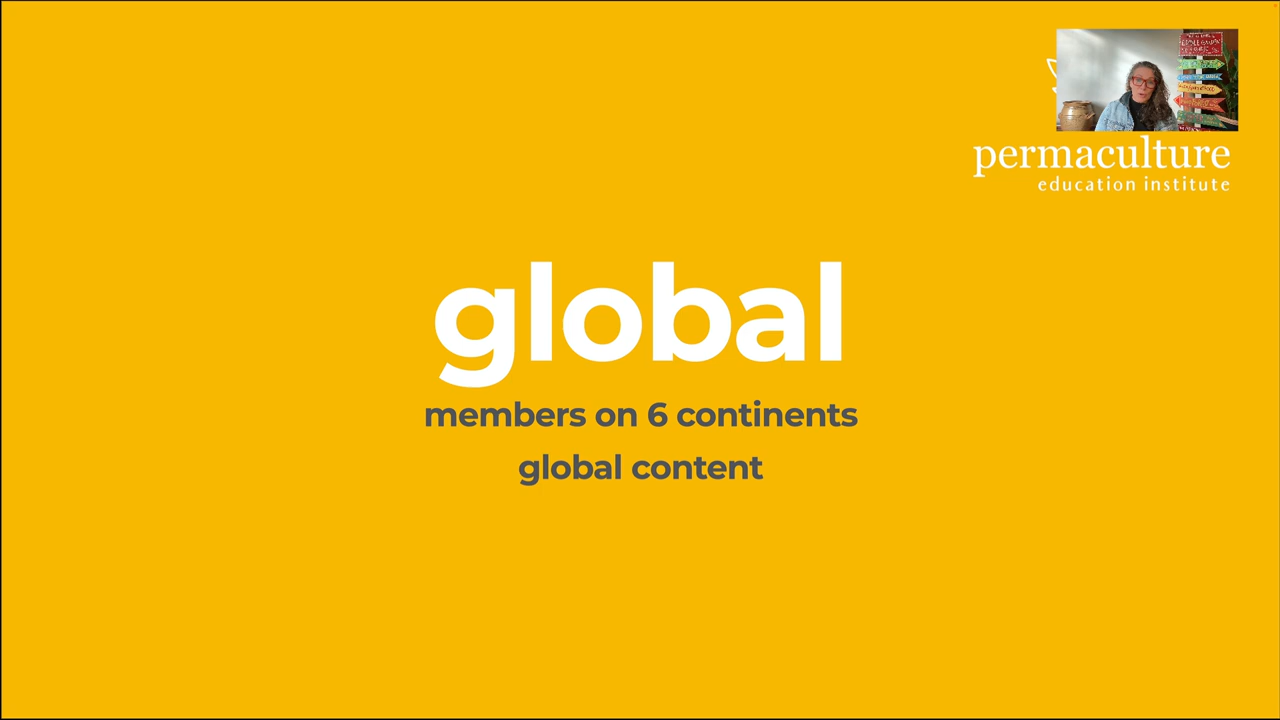 permaculture
education institute
global
members on 6 continents
global content